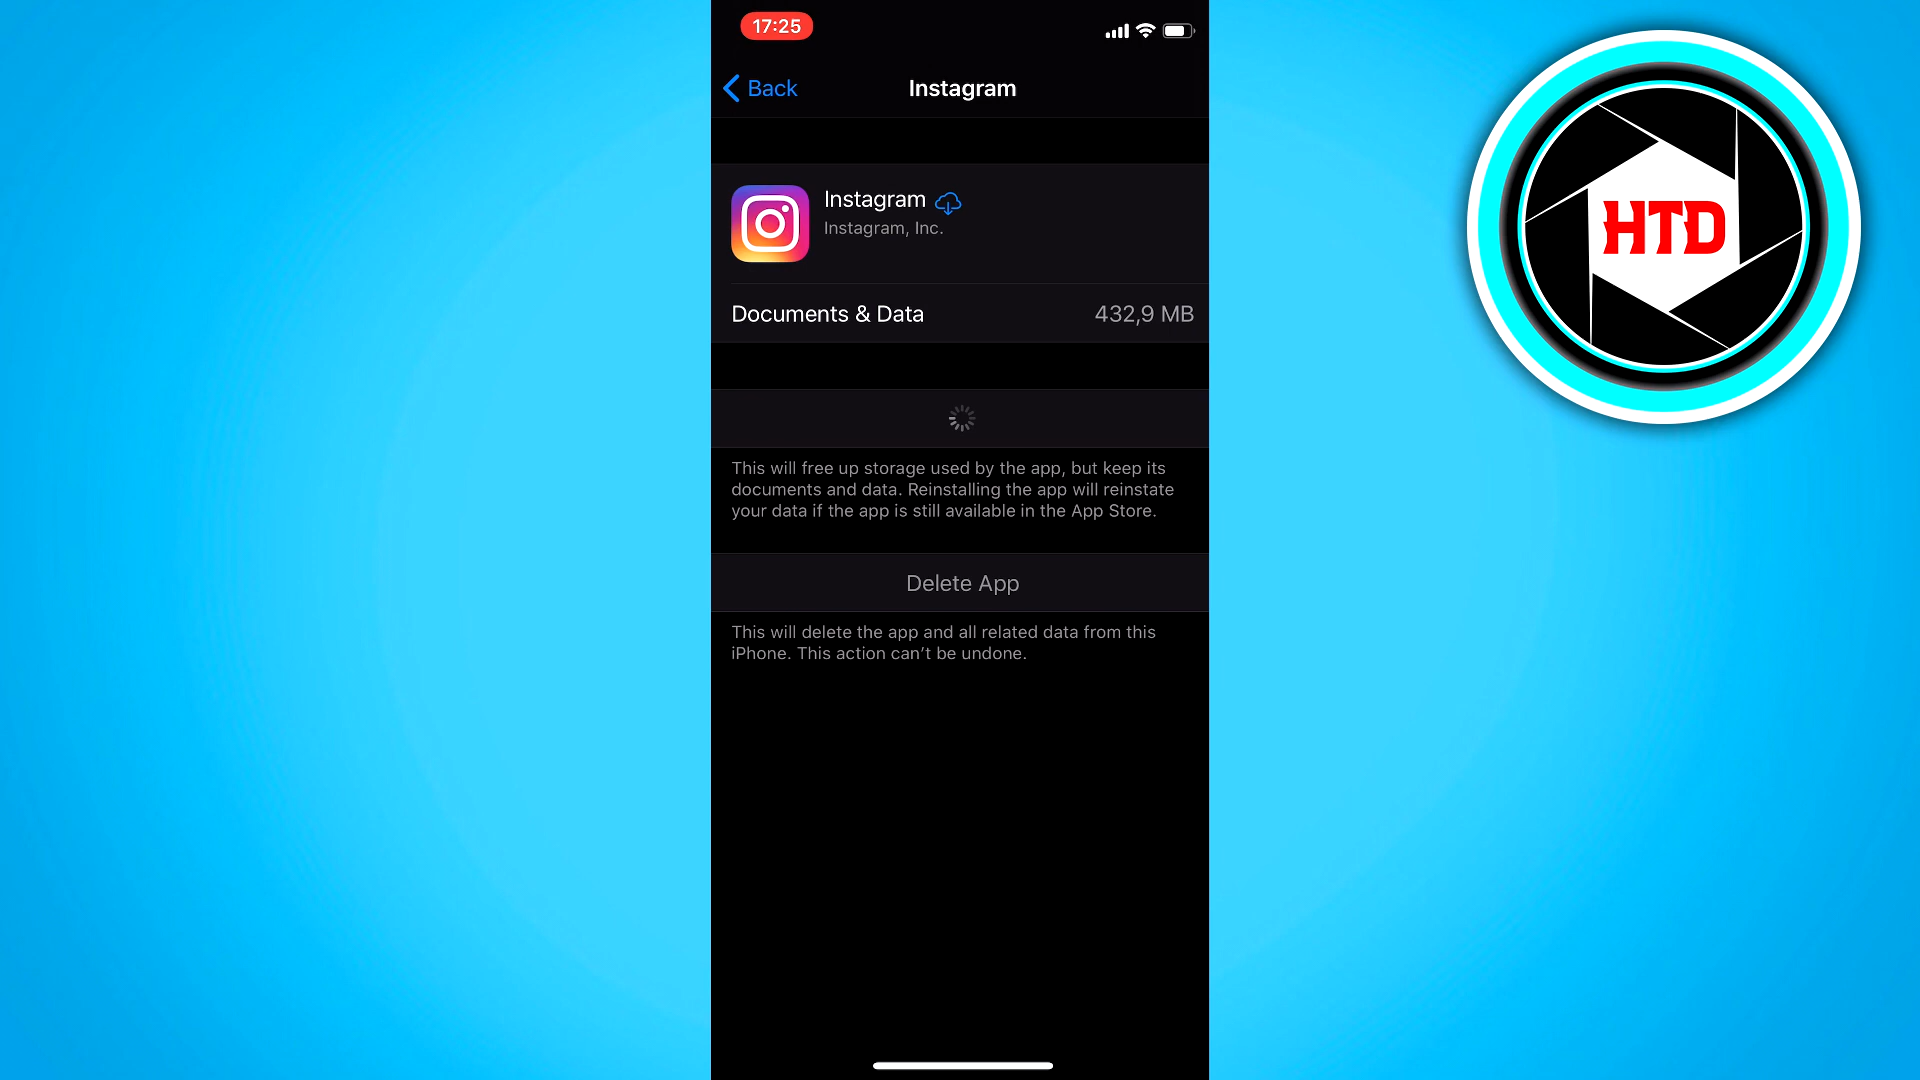 17:25
Back
Instagram
Instagram
Instagram, Inc.
Documents & Data
432,9 MB
This will free up storage used by the app, but keep its
documents and data. Reinstalling the app will reinstate
your data if the app is still available in the App Store.
Delete App
This will delete the app and all related data from this
iPhone. This action can’t be undone.
HTD